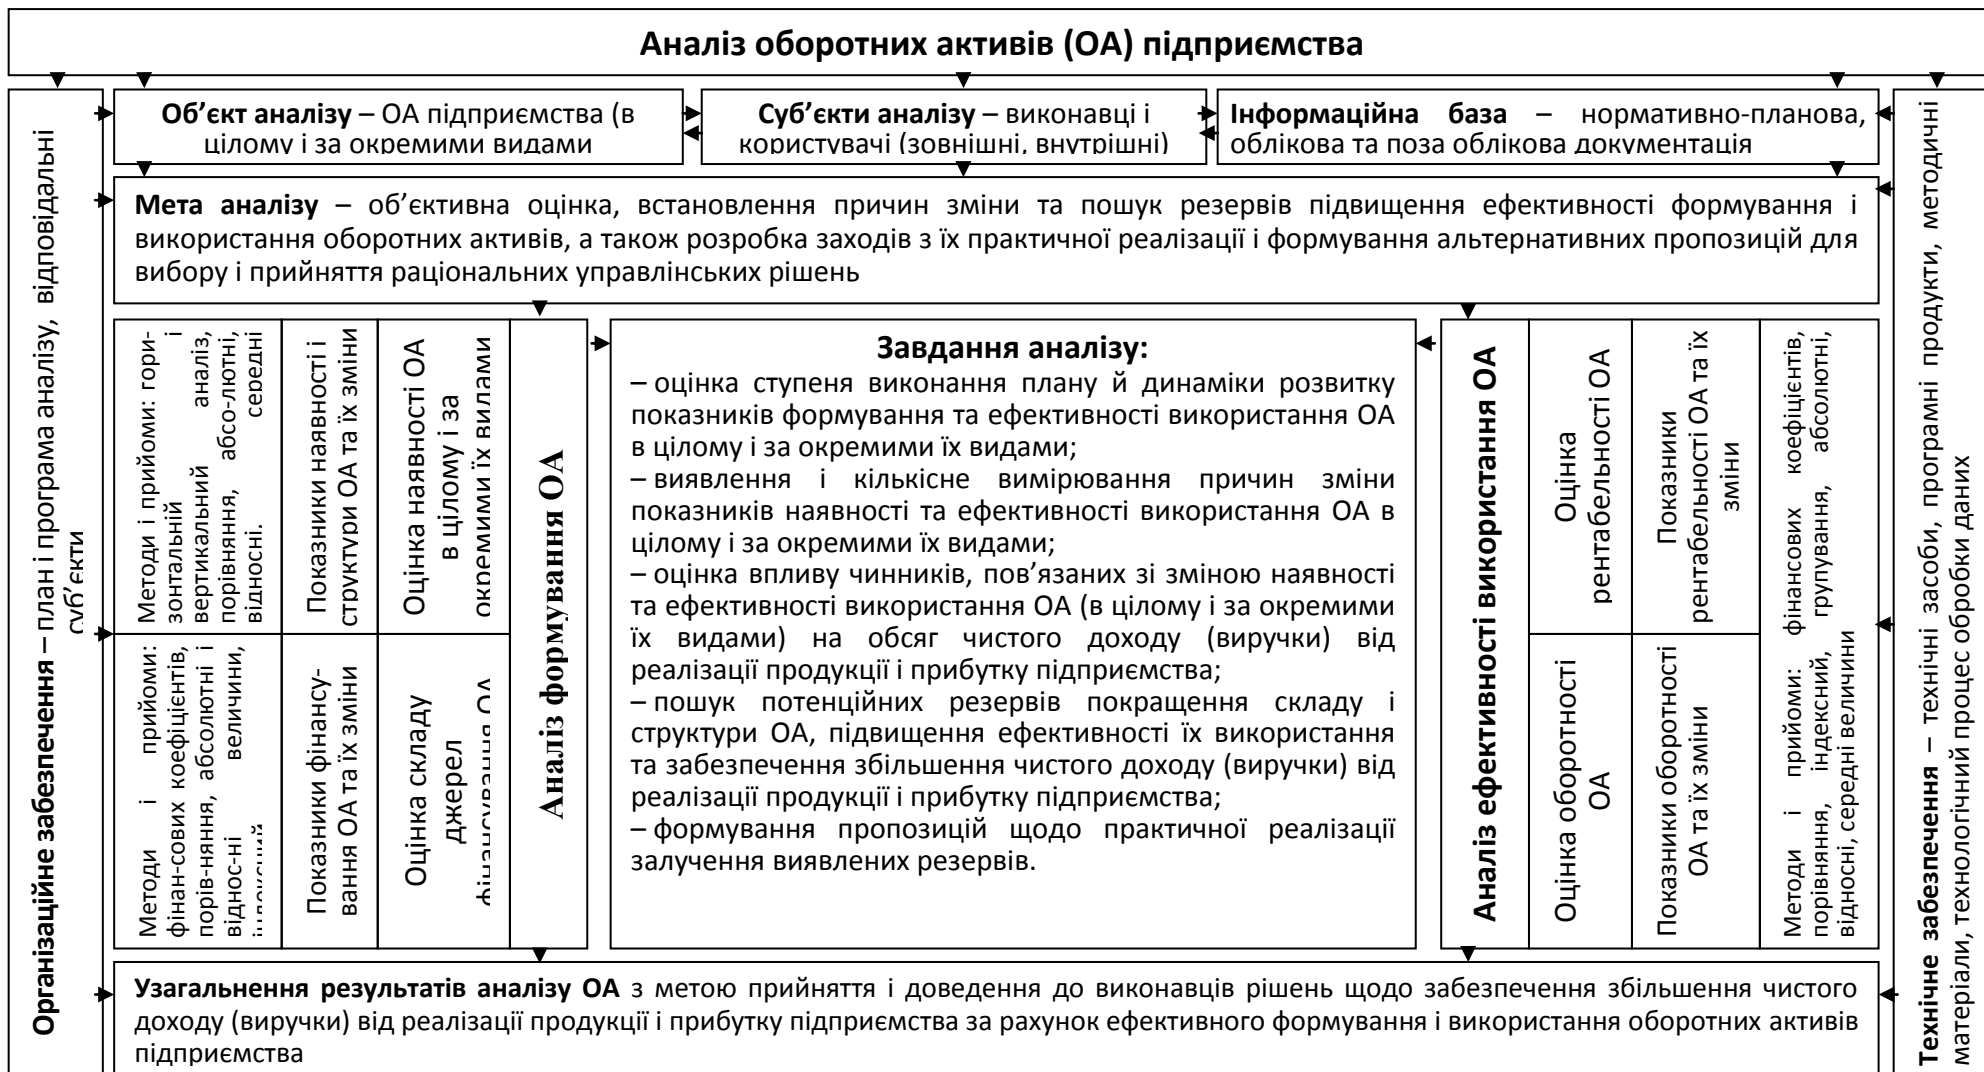 Аналіз оборотних активів (ОА) підприємства
Організаційне забезпечення – план і програма аналізу, відповідальні
суб’єкти
Об’єкт аналізу – ОА підприємства (в
цілому і за окремими видами
Суб’єкти аналізу – виконавці і
користувачі (зовнішні, внутрішні)
Інформаційна база – нормативно-планова,
облікова та поза облікова документація
Мета аналізу – об’єктивна оцінка, встановлення причин зміни та пошук резервів підвищення ефективності формування і
використання оборотних активів, а також розробка заходів з їх практичної реалізації і формування альтернативних пропозицій для
вибору і прийняття раціональних управлінських рішень
Методи і прийоми: гори-
зонтальній і
вертикальний аналіз,
порівняння, абсо-лютні,
відносні. середні
Показники наявності і
структури ОА та їх зміни
Оцінка наявності ОА
в цілому і за
окремими їх видами
Методи і прийоми:
фінан-сових коефіцієнтів,
порів-няння, абсолютні і
віднос-ні величини,
індексний
Показники фінансу-
вання ОА та їх зміни
Оцінка складу
джерел
фінансування ОА
Аналіз формування ОА
Завдання аналізу:
– оцінка ступеня виконання плану й динаміки розвитку
показників формування та ефективності використання ОА
в цілому і за окремими їх видами;
– виявлення і кількісне вимірювання причин зміни
показників наявності та ефективності використання ОА в
цілому і за окремими їх видами;
– оцінка впливу чинників, пов’язаних зі зміною наявності
та ефективності використання ОА (в цілому і за окремими
їх видами) на обсяг чистого доходу (виручки) від
реалізації продукції і прибутку підприємства;
– пошук потенційних резервів покращення складу і
структури ОА, підвищення ефективності їх використання
та забезпечення збільшення чистого доходу (виручки) від
реалізації продукції і прибутку підприємства;
– формування пропозицій щодо практичної реалізації
залучення виявлених резервів.
Аналіз ефективності використання ОА
Оцінка
рентабельності ОА
Показники
рентабельності ОА та їх
зміни
Оцінка оборотності
ОА
Показники оборотності
ОА та їх зміни
Методи і прийоми: фінансових коефіцієнтів,
порівняння, індексний, групування, абсолютні,
відносні, середні величини
Технічне забезпечення – технічні засоби, програмні продукти, методичні
матеріали, технологічний процес обробки даних
Узагальнення результатів аналізу ОА з метою прийняття і доведення до виконавців рішень щодо забезпечення збільшення чистого
доходу (виручки) від реалізації продукції і прибутку підприємства за рахунок ефективного формування і використання оборотних активів
підприємства